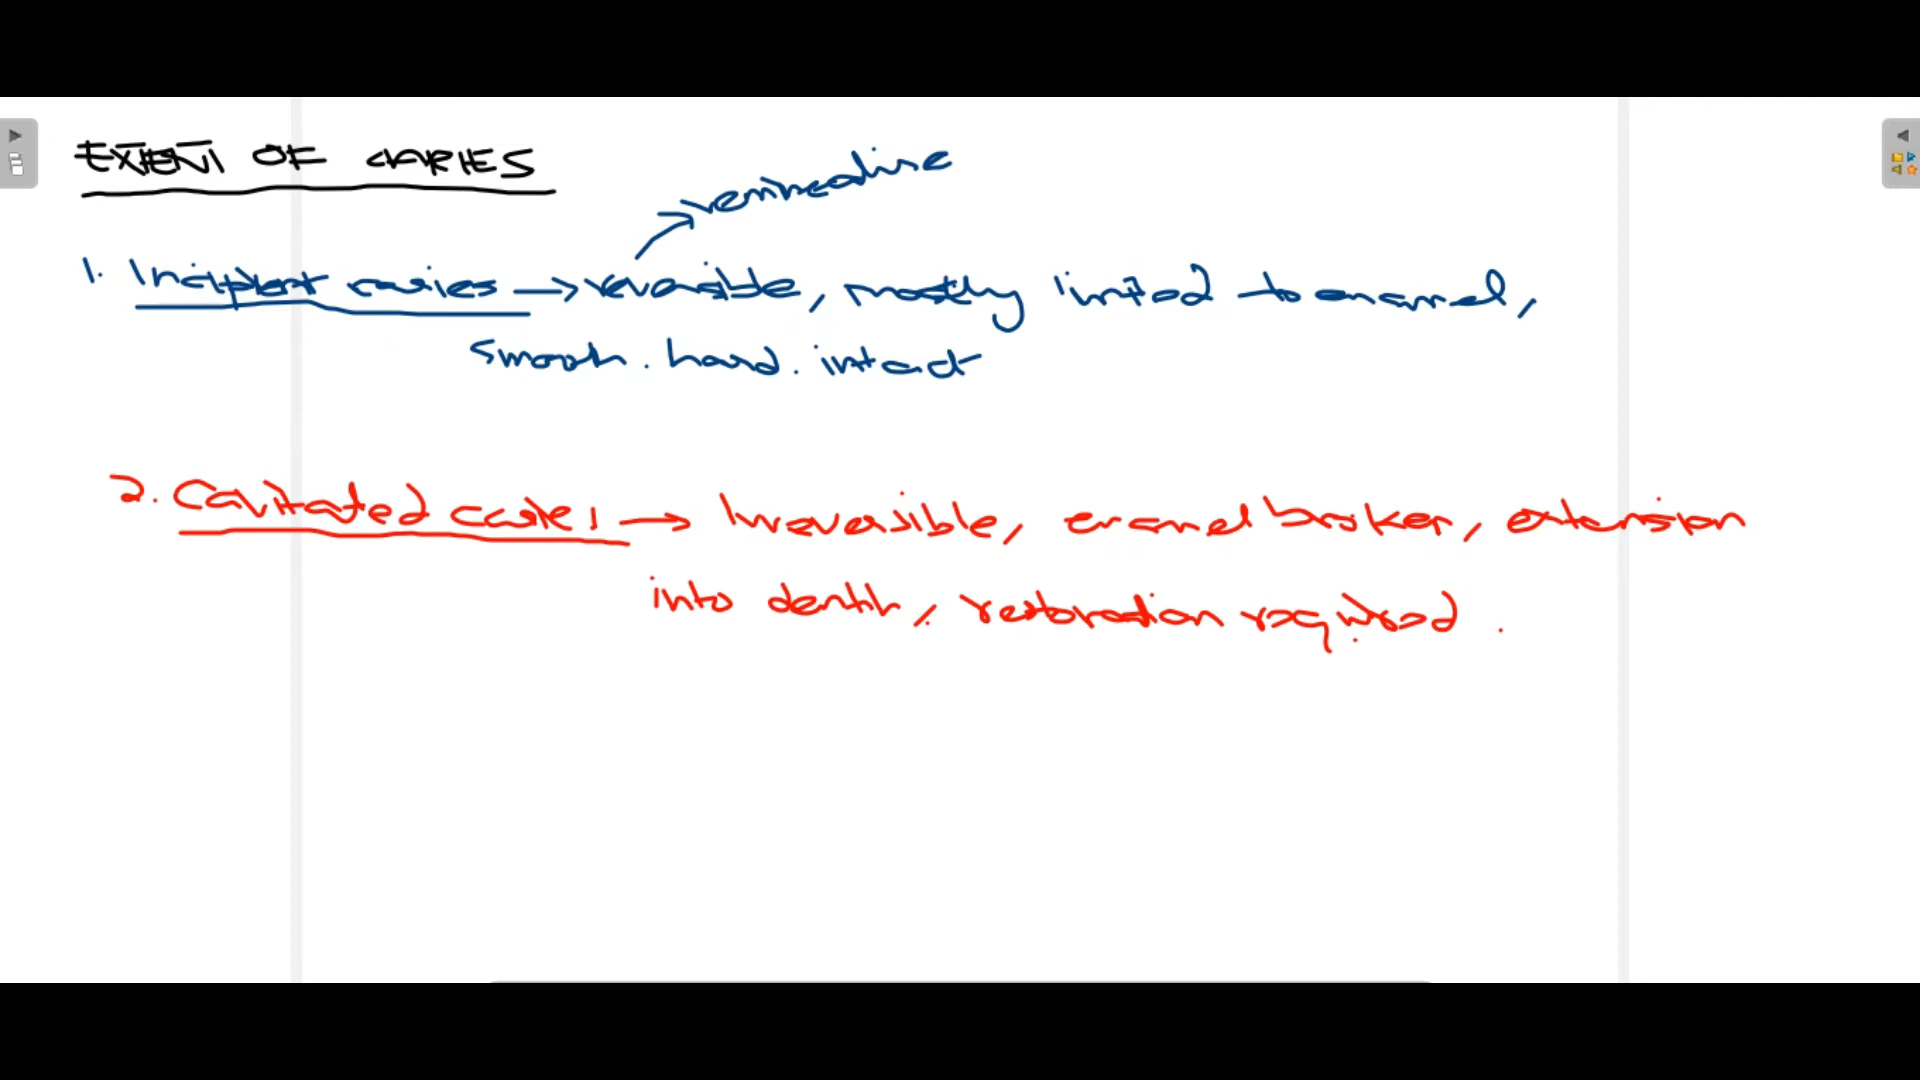 EXTENT OF CARIES
remineralise
1. Incipient caries → reversible, mostly limited to enamel,
smooth. hard. intact
2. Cavitated caries → Irreversible, enamel broken, extension
into dentin, restoration required.